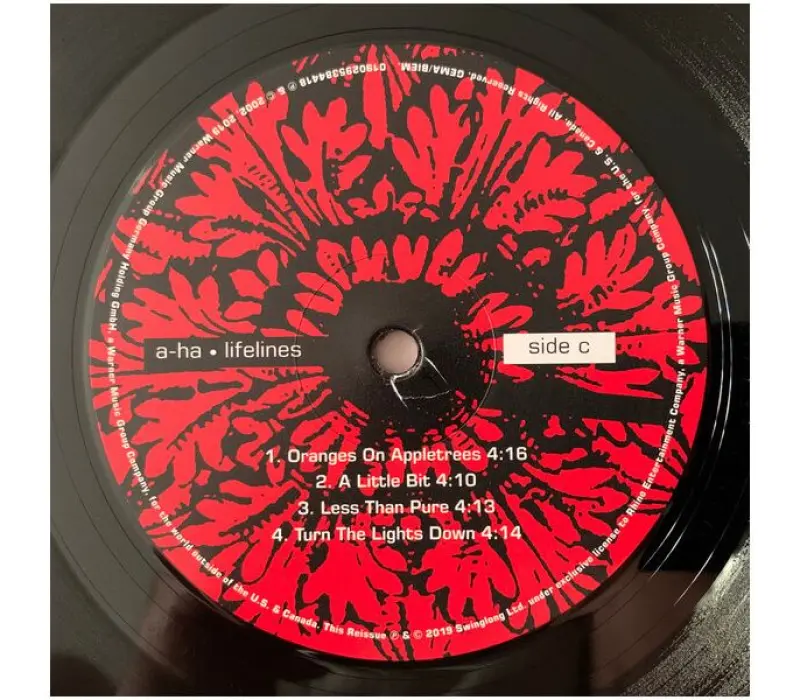 a-ha • lifelines
side c
1. Oranges On Appletrees 4:16
2. A Little Bit 4:10
3. Less Than Pure 4:13
4. Turn The Lights Down 4:14
℗ & © 2002, 2019 Warner Music Group Germany Holding GmbH, a Warner Music Group Company, for the world outside of the U.S. & Canada. This Reissue ℗ & © 2019 Swinglong Ltd. under exclusive license to Rhino Entertainment Company, a Warner Music Group Company for the U.S. & Canada. All Rights Reserved. GEMA/BIEM. 0190295384418